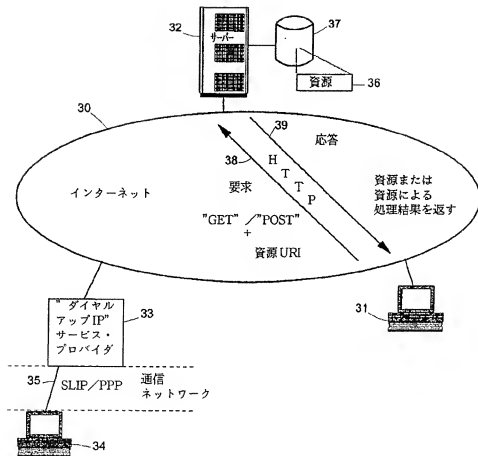 32
サーバー
37
資源
36
30
39
応答
38
HTTP
インターネット
要求
資源または
資源による
処理結果を返す
"GET" ／"POST"
+
資源 URI
31
"ダイヤル
アップIP"
サービス・
プロバイダ
33
35
SLIP／PPP
通信
ネットワーク
34